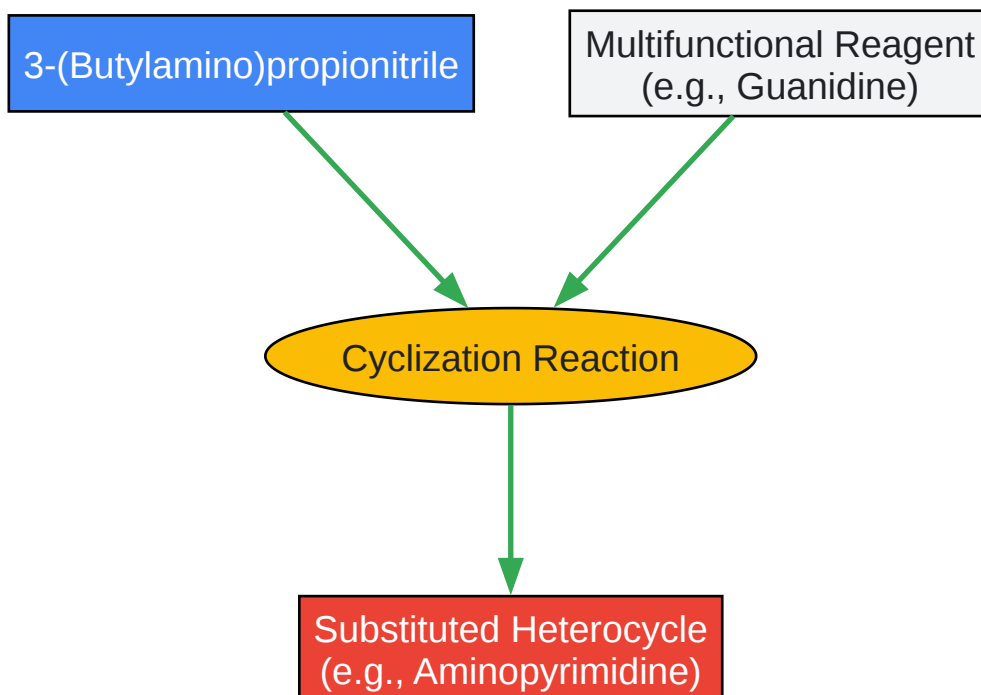 3-(Butylamino)propionitrile
Multifunctional Reagent
(e.g., Guanidine)
Cyclization Reaction
Substituted Heterocycle
(e.g., Aminopyrimidine)